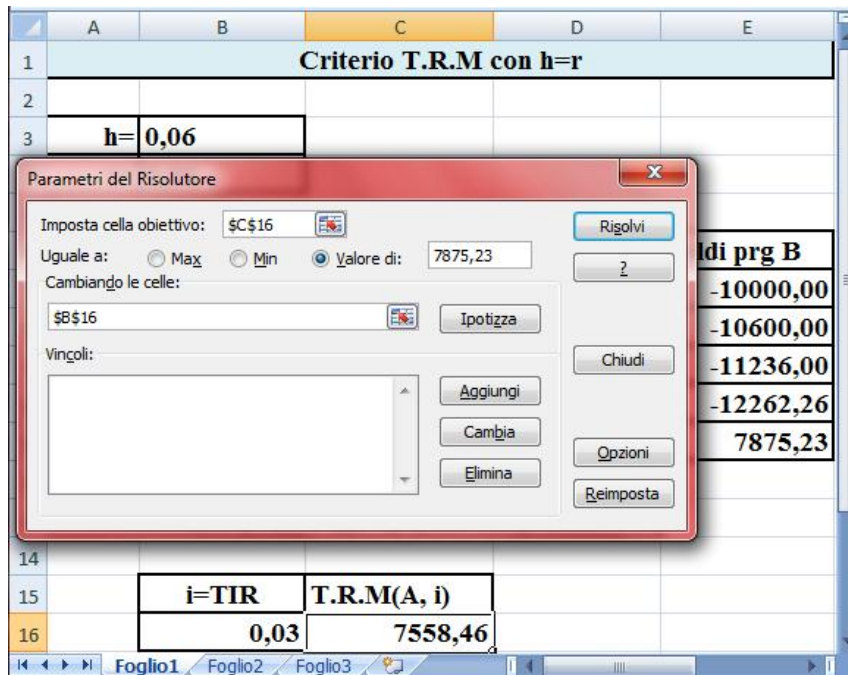 A B C D E
1 Criterio T.R.M con h=r
2
3 h= 0,06
Parametri del Risolutore
Imposta cella obiettivo: $C$16 Risolvi
Uguale a: Max Min Valore di: 7875,23 ?
Cambiando le celle:
$B$16 Ipotizza
Vincoli: Chiudi
Aggiungi
Cambia Opzioni
Elimina Reimposta
ldi prg B
-10000,00
-10600,00
-11236,00
-12262,26
7875,23
14
15 i=TIR T.R.M(A, i)
16 0,03 7558,46
Foglio1 Foglio2 Foglio3